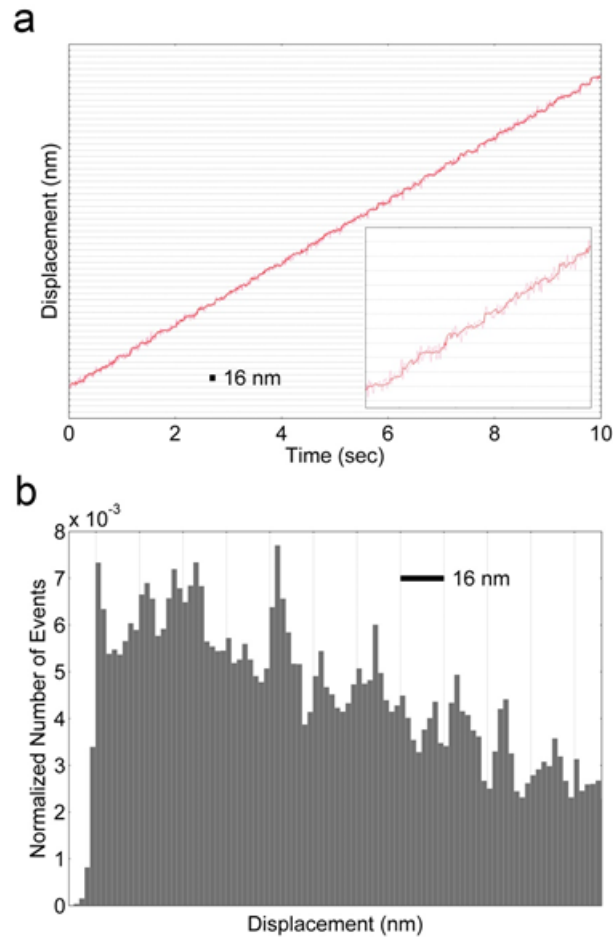 a
Displacement (nm)
16 nm
0 2 4 6 8 10
Time (sec)
b
x 10-3
8
7
6
5
4
3
2
1
0
16 nm
Normalized Number of Events
Displacement (nm)